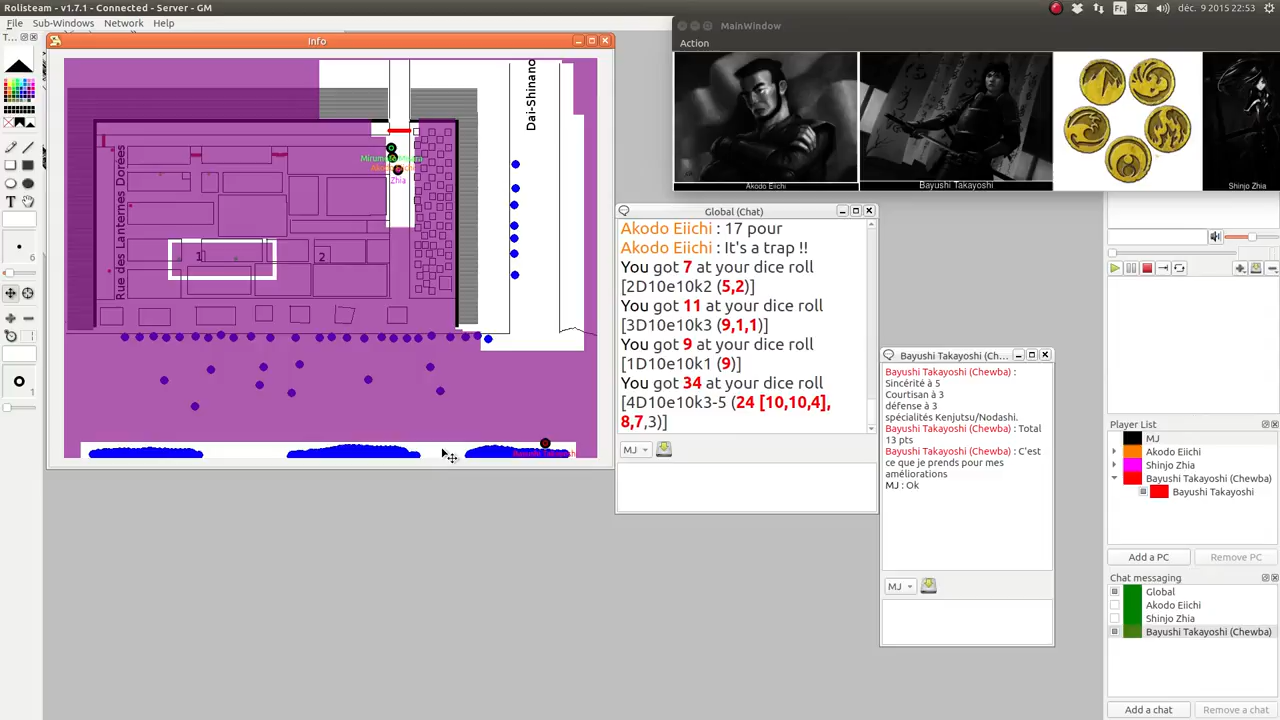 Rolisteam - v1.7.1 - Connected - Server - GM
Fr
déc. 9 2015 22:53
File Sub-Windows Network Help
Info
MainWindow
Action
Dai-Shinano
Rue des Lanternes Dorées
Zhia
1
2
Akodo Eiichi
Bayushi Takayoshi
Shinjo Zhia
Global (Chat)
Akodo Eiichi : 17 pour
Akodo Eiichi : It's a trap !!
You got 7 at your dice roll
[2D10e10k2 (5,2)]
You got 11 at your dice roll
[3D10e10k3 (9,1,1)]
You got 9 at your dice roll
[1D10e10k1 (9)]
You got 34 at your dice roll
[4D10e10k3-5 (24 [10,10,4],
8,7,3)]
MJ
Bayushi Takayoshi (Ch...
Bayushi Takayoshi (Chewba) :
Sincérité à 5
Courtisan à 3
défense à 3
spécialités Kenjutsu/Nodashi.
Bayushi Takayoshi (Chewba) : Total
13 pts
Bayushi Takayoshi (Chewba) : C'est
ce que je prends pour mes
améliorations
MJ : Ok
MJ
T
6
1
Player List
MJ
Akodo Eiichi
Shinjo Zhia
Bayushi Takayoshi (Chewba)
Bayushi Takayoshi
Add a PC
Remove PC
Chat messaging
Global
Akodo Eiichi
Shinjo Zhia
Bayushi Takayoshi (Chewba)
Add a chat
Remove a chat